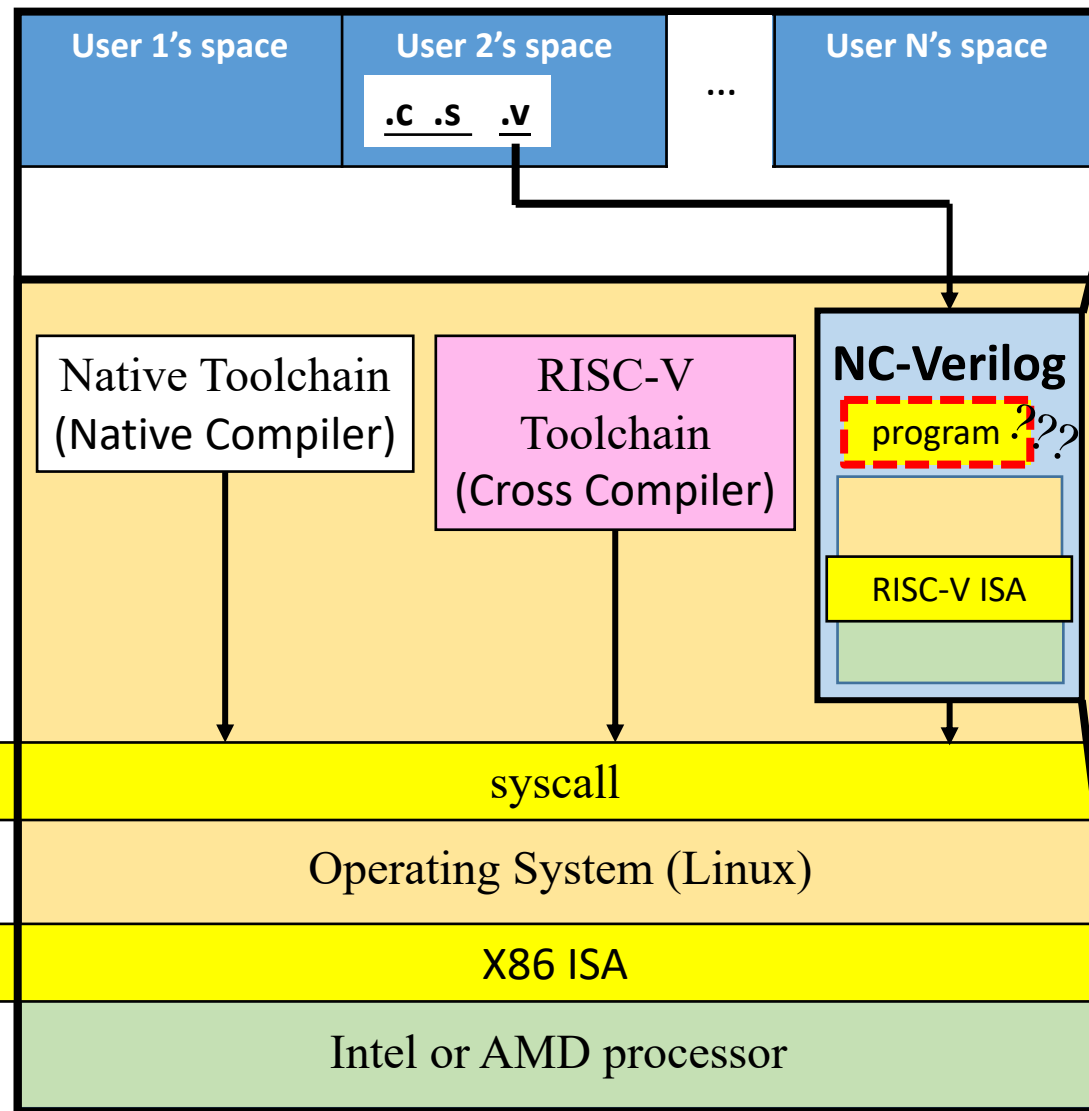 User 1’s space
User 2’s space
...
User N’s space
.c .s .v
Native Toolchain
(Native Compiler)
RISC-V
Toolchain
(Cross Compiler)
NC-Verilog
program ???
RISC-V ISA
syscall
Operating System (Linux)
X86 ISA
Intel or AMD processor